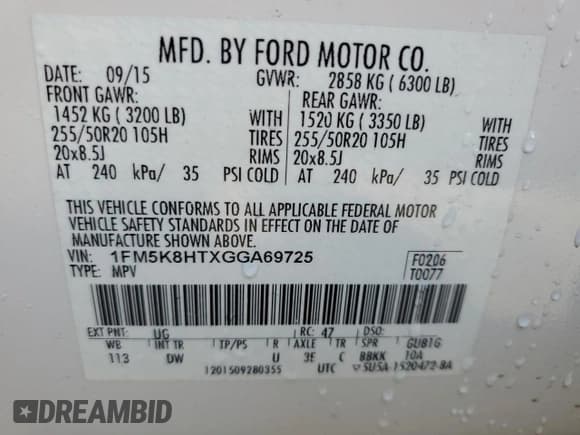 MFD. BY FORD MOTOR CO.
DATE: 09/15 GVWR: 2858 KG ( 6300 LB)
FRONT GAWR: REAR GAWR:
1452 KG ( 3200 LB) WITH 1520 KG ( 3350 LB) WITH
255/50R20 105H TIRES 255/50R20 105H TIRES
20x8.5J RIMS 20x8.5J RIMS
AT 240 kPa/ 35 PSI COLD AT 240 kPa/ 35 PSI COLD
THIS VEHICLE CONFORMS TO ALL APPLICABLE FEDERAL MOTOR
VEHICLE SAFETY STANDARDS IN EFFECT ON THE DATE OF
MANUFACTURE SHOWN ABOVE.
VIN: 1FM5K8HTXGGA69725 F0206
TYPE: MPV T0077
EXT PNT: UG RC: 47 DSO:
WB INT TR TP/PS R AXLE TR SPR GUB1G
113 DW U 3E C BBKK 10A
1201509280355 UTC
DREAMBID